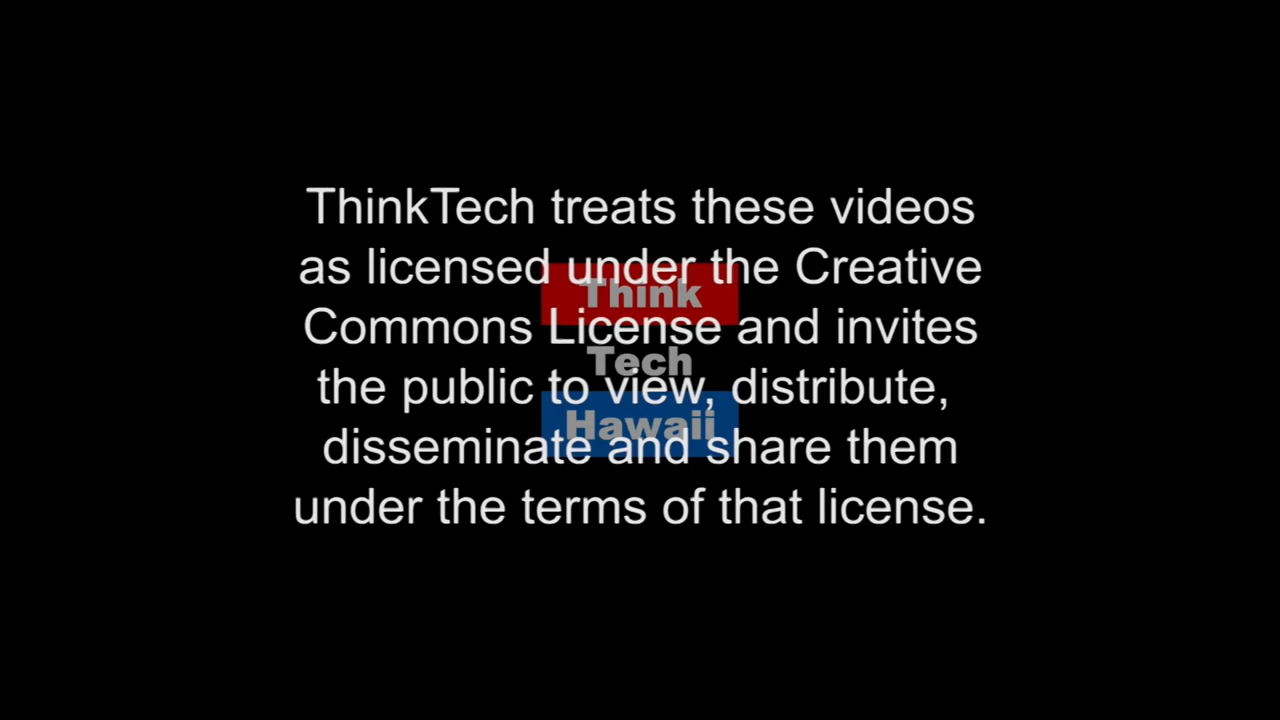 ThinkTech treats these videos
as licensed under the Creative
Commons License and invites
the public to view, distribute,
disseminate and share them
under the terms of that license.
Think
Tech
Hawaii